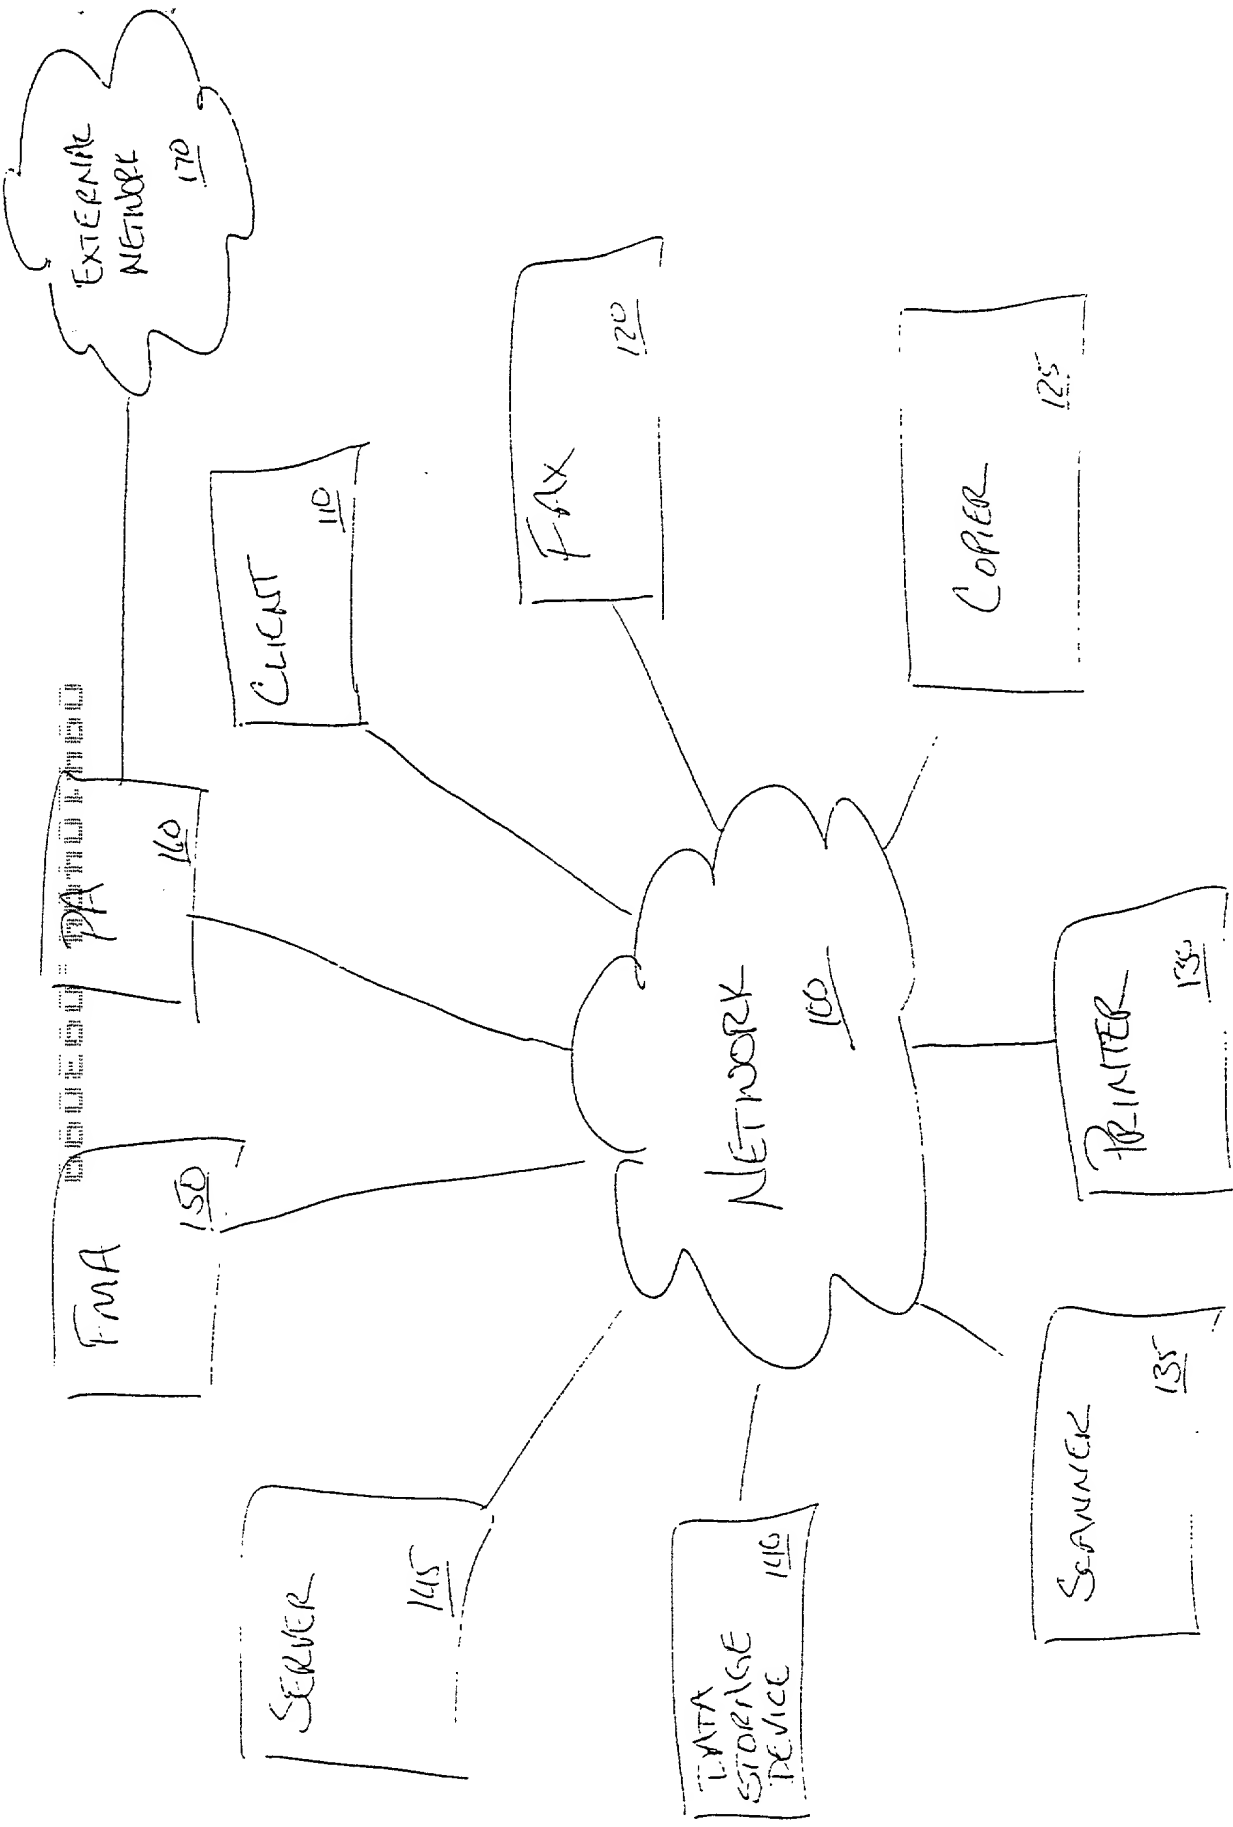 FMA
150
PA
160
EXTERNAL
NETWORK
170
SERVER
145
CLIENT
110
FAX
120
DATA
STORAGE
DEVICE
140
NETWORK
100
COPIER
125
SCANNER
135
PRINTER
130